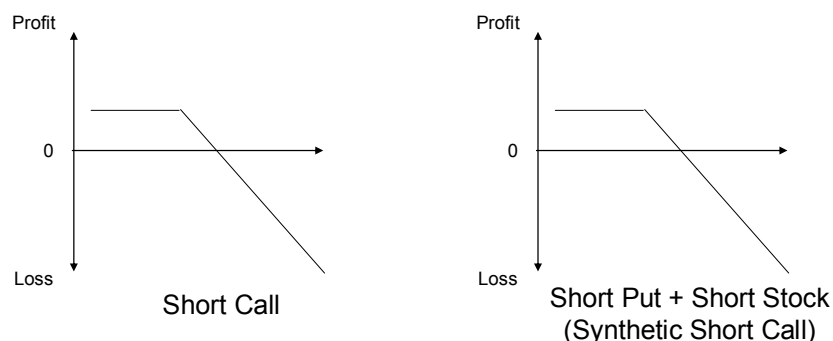 Profit
0
Loss
Short Call
Profit
0
Loss
Short Put + Short Stock
(Synthetic Short Call)